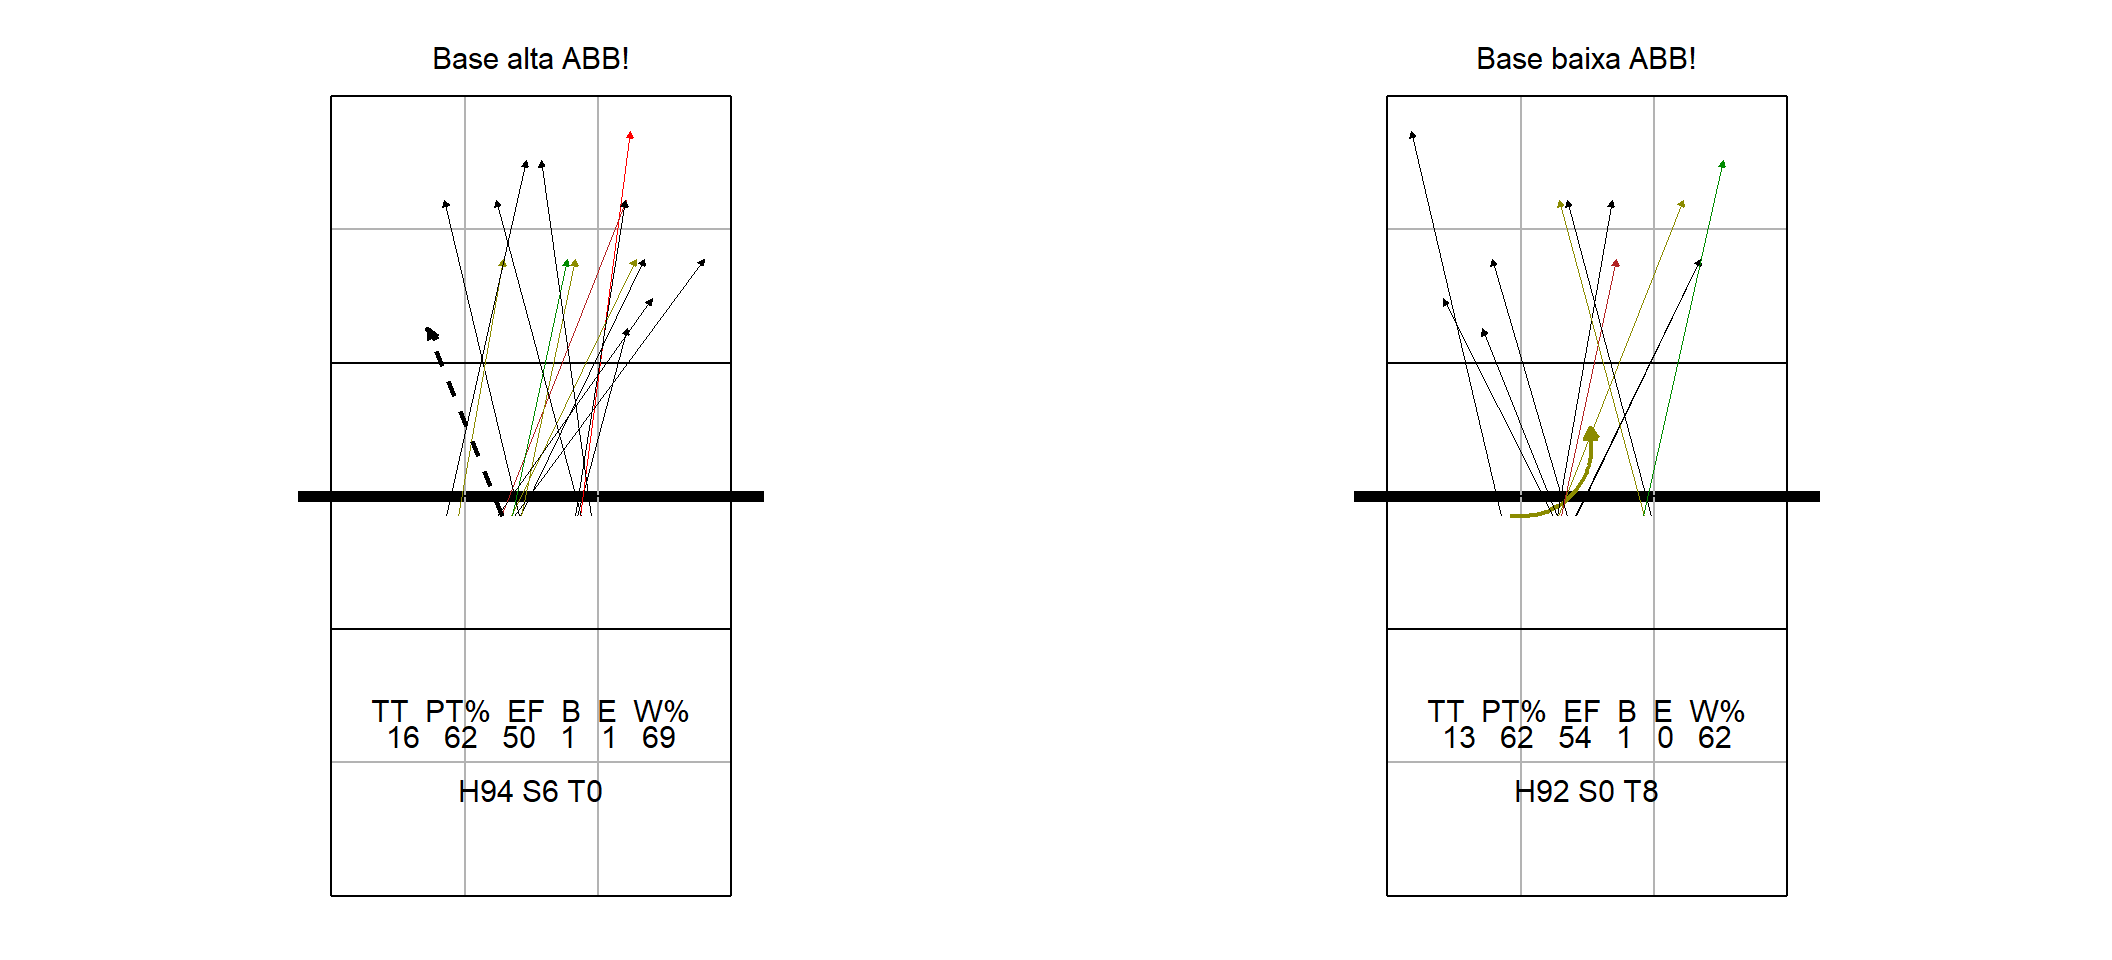 Base alta ABB!
TT PT% EF B E W%
16 62 50 1 1 69
H94 S6 T0
Base baixa ABB!
TT PT% EF B E W%
13 62 54 1 0 62
H92 S0 T8